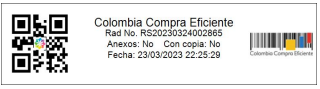 Colombia Compra Eficiente
Rad No. RS20230324002865
Anexos: No Con copia: No
Fecha: 23/03/2023 22:25:29
Colombia Compra Eficiente